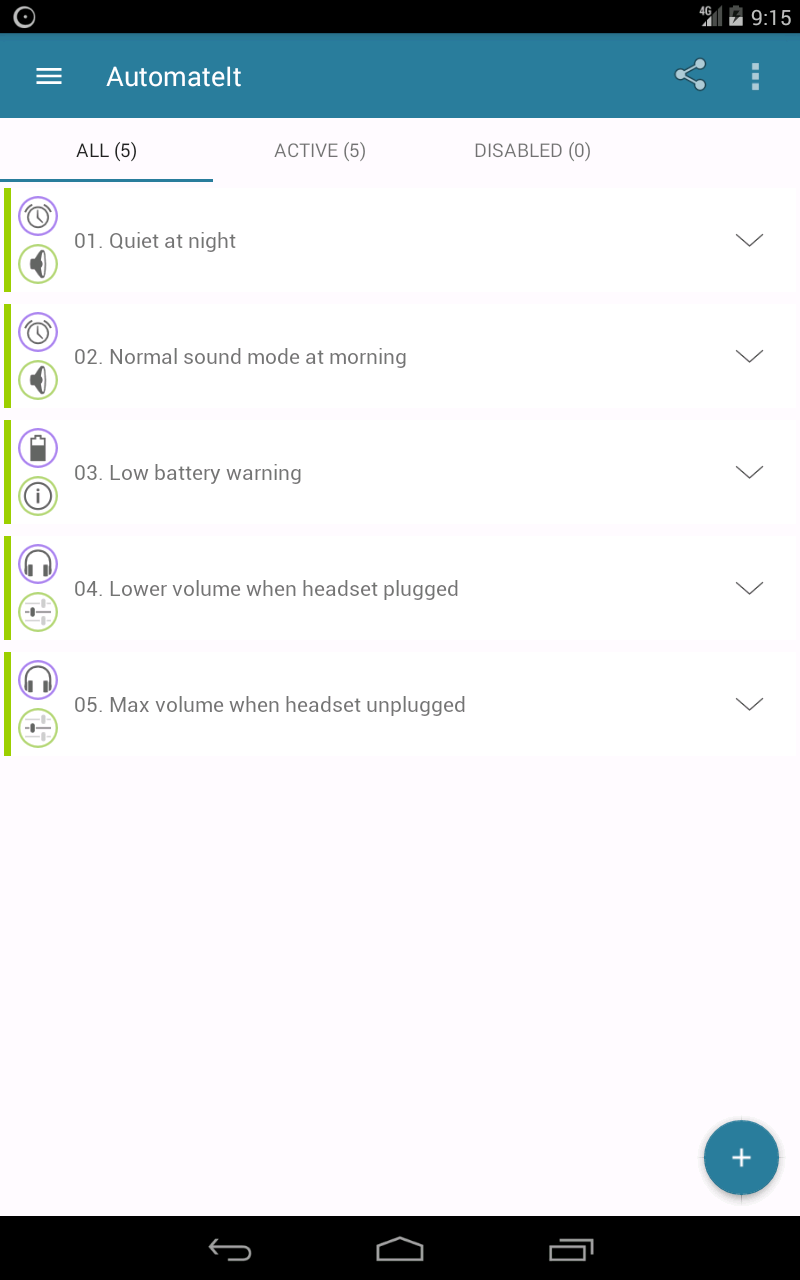 4G 9:15
AutomateIt
ALL (5) ACTIVE (5) DISABLED (0)
01. Quiet at night
02. Normal sound mode at morning
03. Low battery warning
04. Lower volume when headset plugged
05. Max volume when headset unplugged